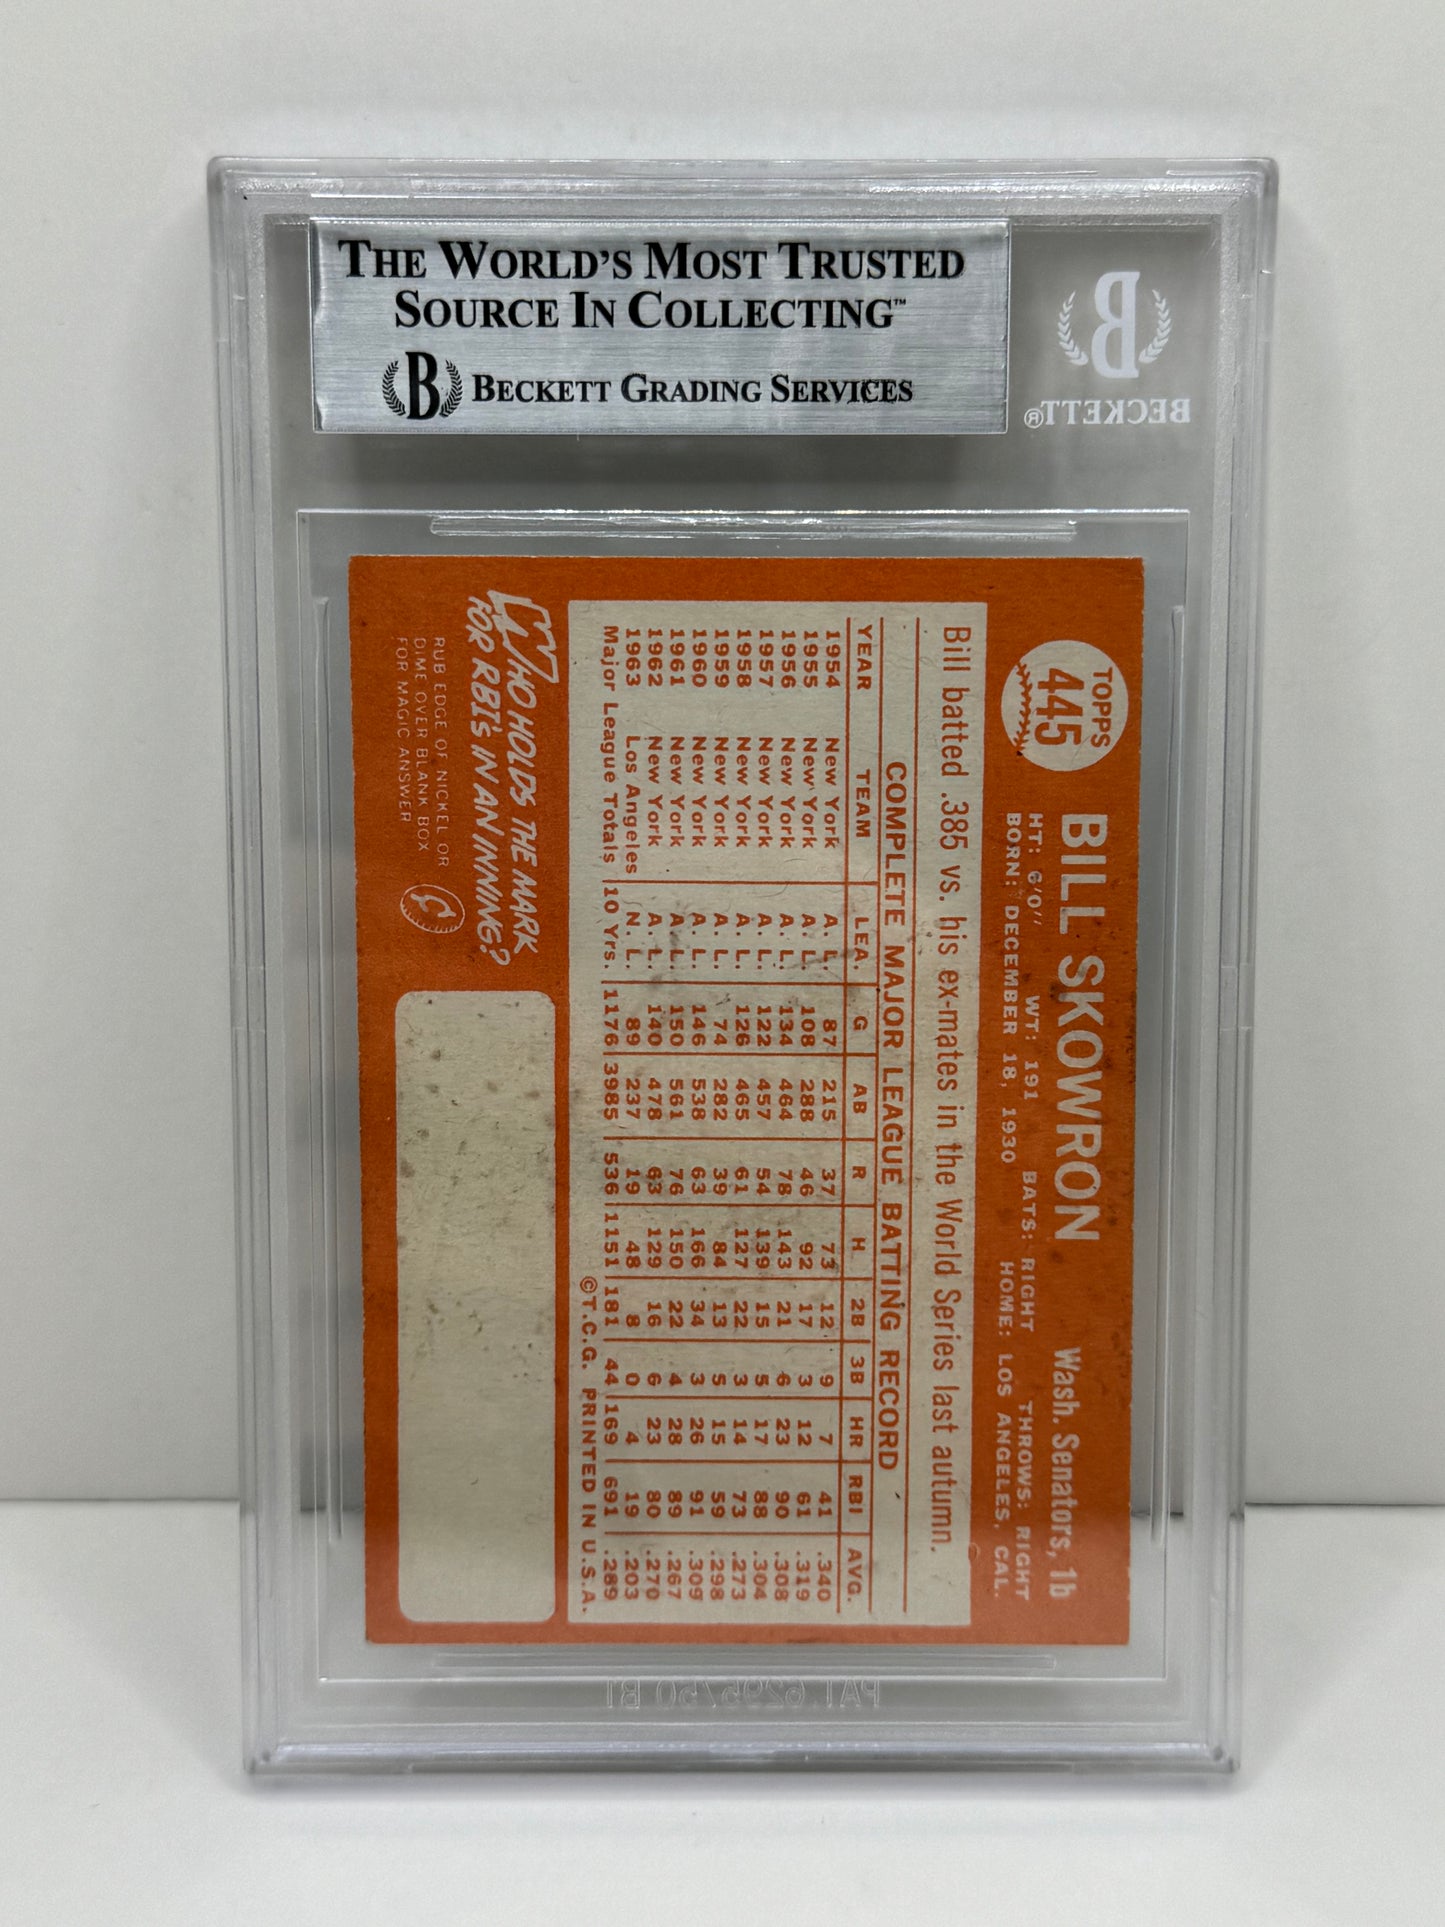 THE WORLD'S MOST TRUSTED
SOURCE IN COLLECTING™
B BECKETT GRADING SERVICES
B
BECKETT®
TOPPS
445
BILL SKOWRON Wash. Senators, 1b
HT: 6'0" WT: 191 BATS: RIGHT THROWS: RIGHT
BORN: DECEMBER 18, 1930 HOME: LOS ANGELES, CAL.
Bill batted .385 vs. his ex-mates in the World Series last autumn.
COMPLETE MAJOR LEAGUE BATTING RECORD
YEAR TEAM LEA. G AB R H 2B 3B HR RBI AVG.
1954 New York A. L. 87 215 37 73 12 9 7 41 .340
1955 New York A. L. 108 288 46 92 17 3 12 61 .319
1956 New York A. L. 134 464 78 143 21 6 23 90 .308
1957 New York A. L. 122 457 54 139 15 5 17 88 .304
1958 New York A. L. 126 465 61 127 22 3 14 73 .273
1959 New York A. L. 74 282 39 84 13 5 15 59 .298
1960 New York A. L. 146 538 63 166 34 3 26 91 .309
1961 New York A. L. 150 561 76 150 22 4 28 89 .267
1962 New York A. L. 140 478 63 129 16 6 23 80 .270
1963 Los Angeles N. L. 89 237 19 48 8 0 4 19 .203
Major League Totals 10 Yrs. 1176 3985 536 1151 181 44 169 691 .289
©T.C.G. PRINTED IN U.S.A.
WHO HOLDS THE MARK
FOR RBI'S IN AN INNING?
RUB EDGE OF NICKEL OR
DIME OVER BLANK BOX
FOR MAGIC ANSWER